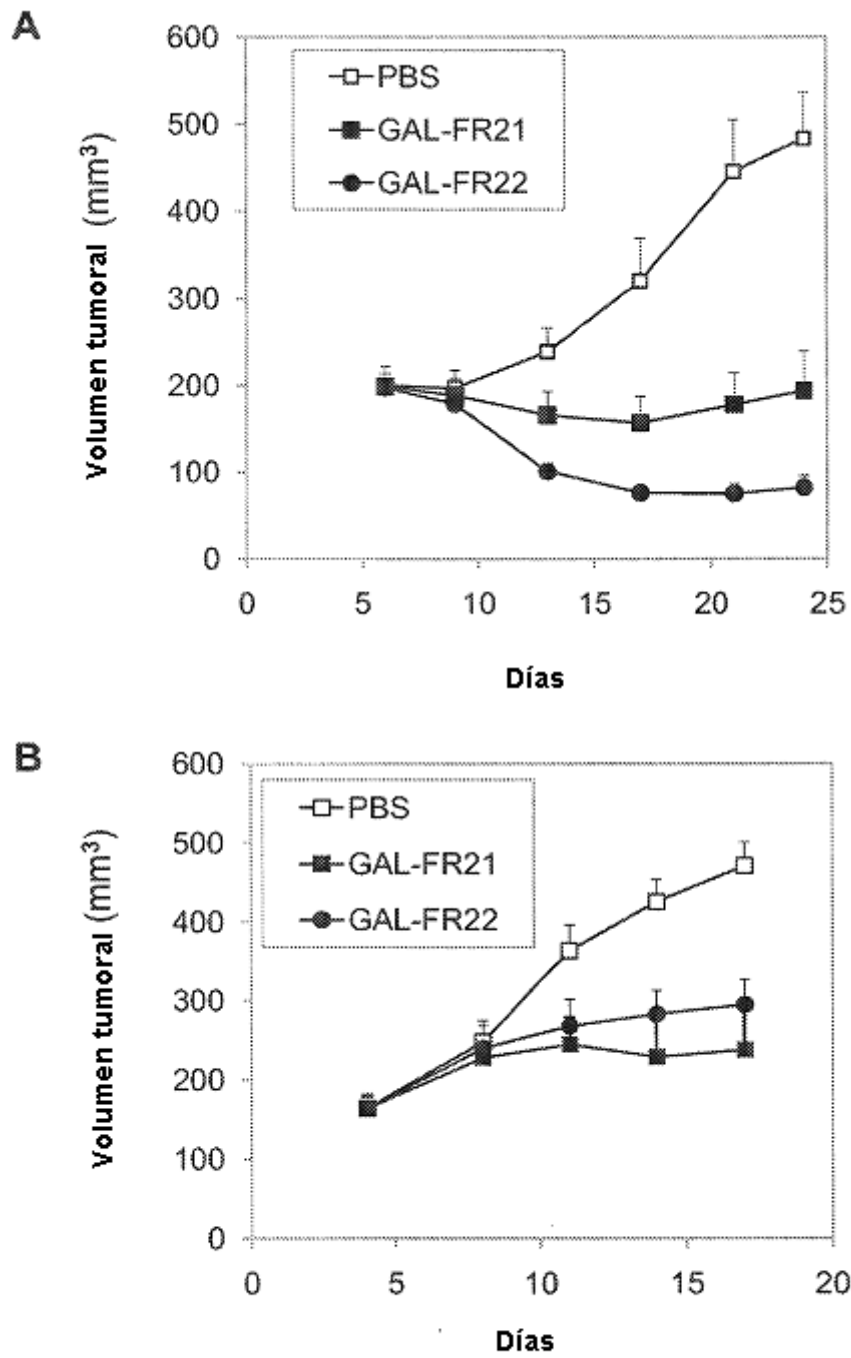 A
600
500
400
300
200
100
0
Volumen tumoral (mm³)
PBS
GAL-FR21
GAL-FR22
0 5 10 15 20 25
Días
B
600
500
400
300
200
100
0
Volumen tumoral (mm³)
PBS
GAL-FR21
GAL-FR22
0 5 10 15 20
Días